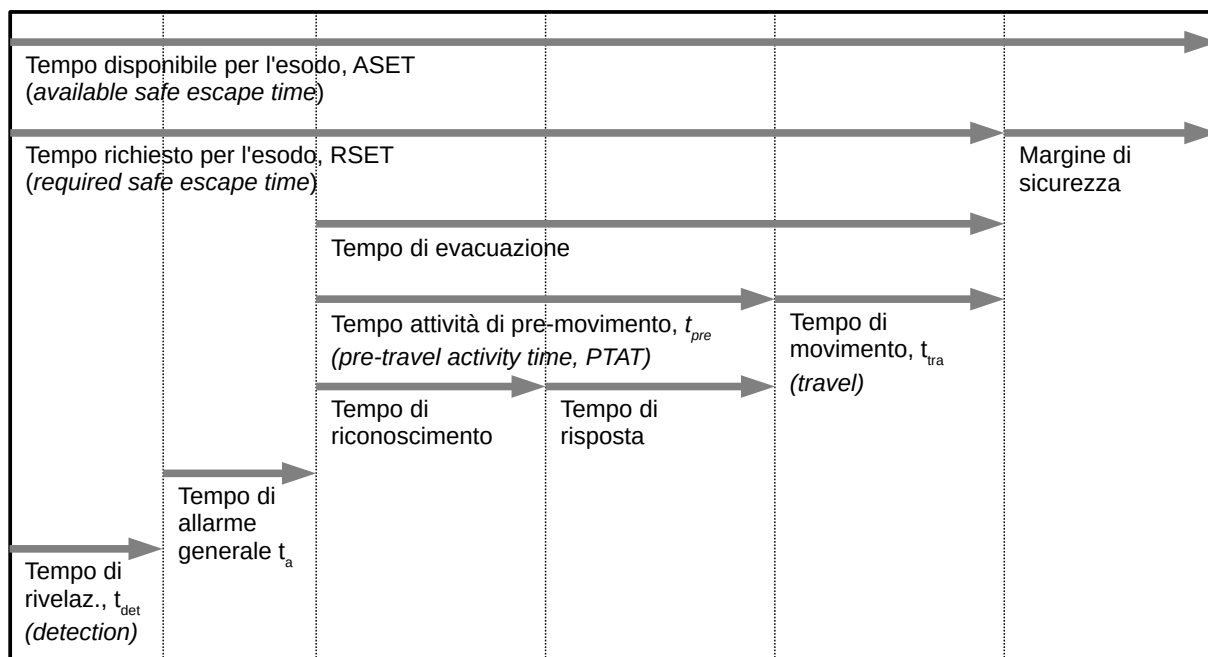 Tempo disponibile per l'esodo, ASET
(available safe escape time)
Tempo richiesto per l'esodo, RSET
(required safe escape time)
Margine di
sicurezza
Tempo di evacuazione
Tempo attività di pre-movimento, tpre
(pre-travel activity time, PTAT)
Tempo di
movimento, ttra
(travel)
Tempo di
riconoscimento
Tempo di
risposta
Tempo di
allarme
generale ta
Tempo di
rivelaz., tdet
(detection)